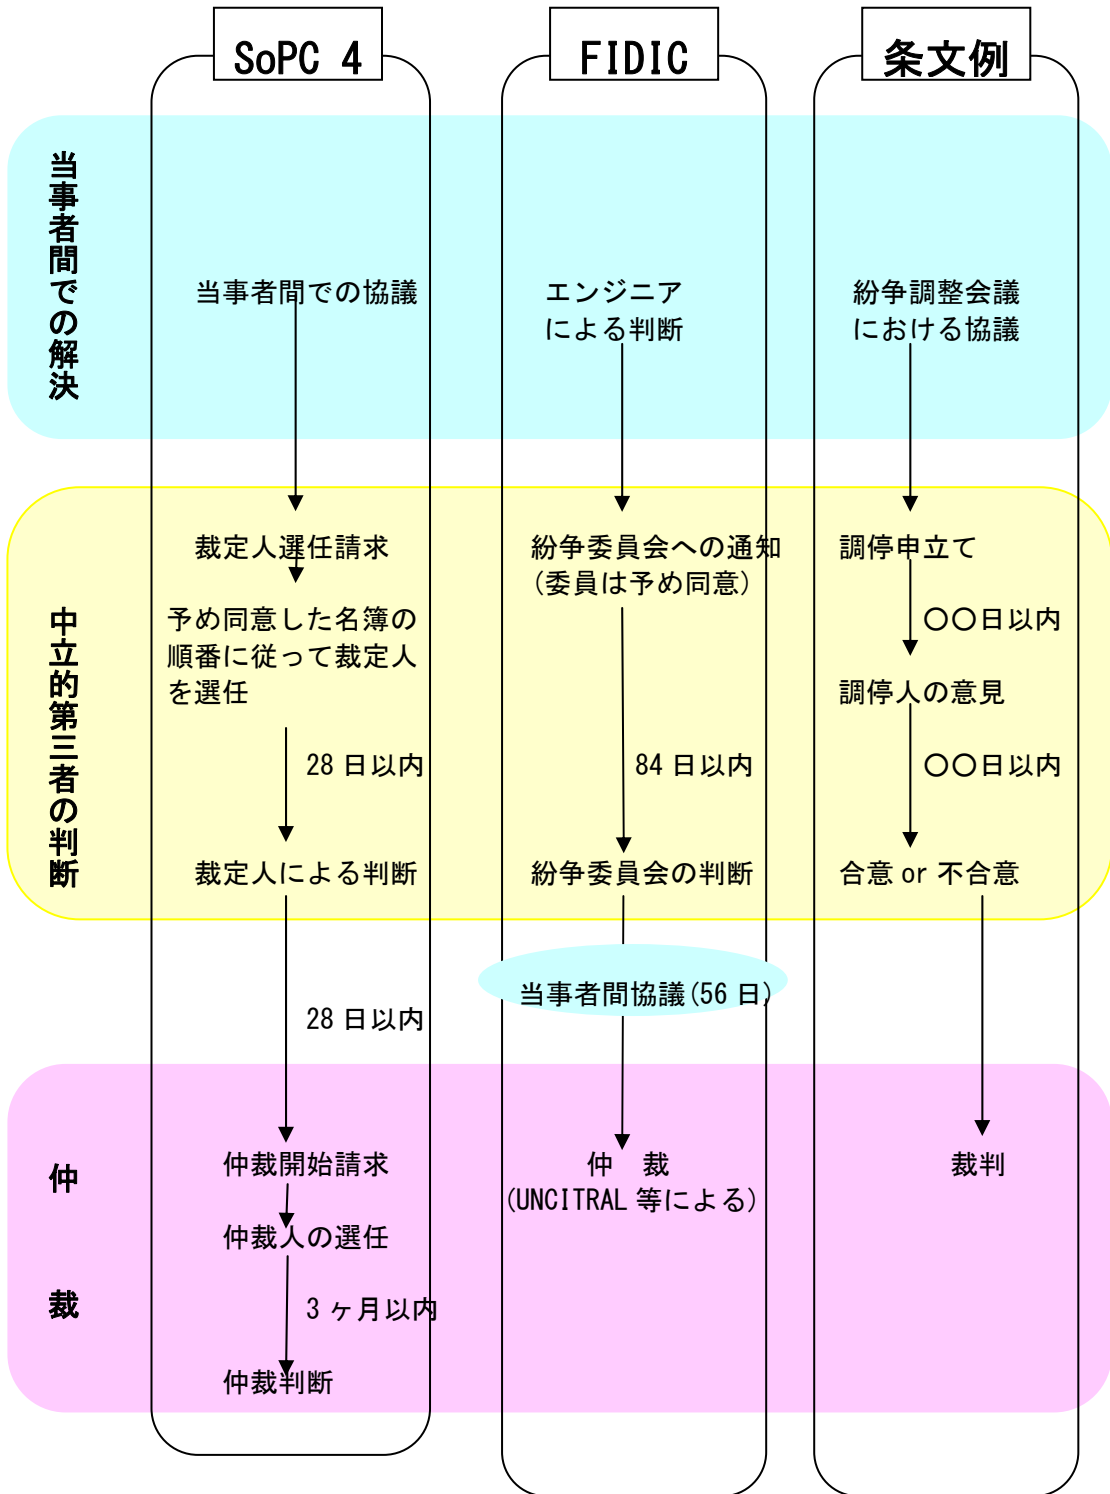 SoPC 4
FIDIC
条文例
当事者間での解決
当事者間での協議
エンジニア
による判断
紛争調整会議
における協議
中立的第三者の判断
裁定人選任請求
予め同意した名簿の
順番に従って裁定人
を選任
28 日以内
裁定人による判断
紛争委員会への通知
(委員は予め同意)
84 日以内
紛争委員会の判断
調停申立て
〇〇日以内
調停人の意見
〇〇日以内
合意 or 不合意
28 日以内
当事者間協議(56 日)
仲裁
仲裁開始請求
仲裁人の選任
3 ヶ月以内
仲裁判断
仲 裁
(UNCITRAL 等による)
裁判